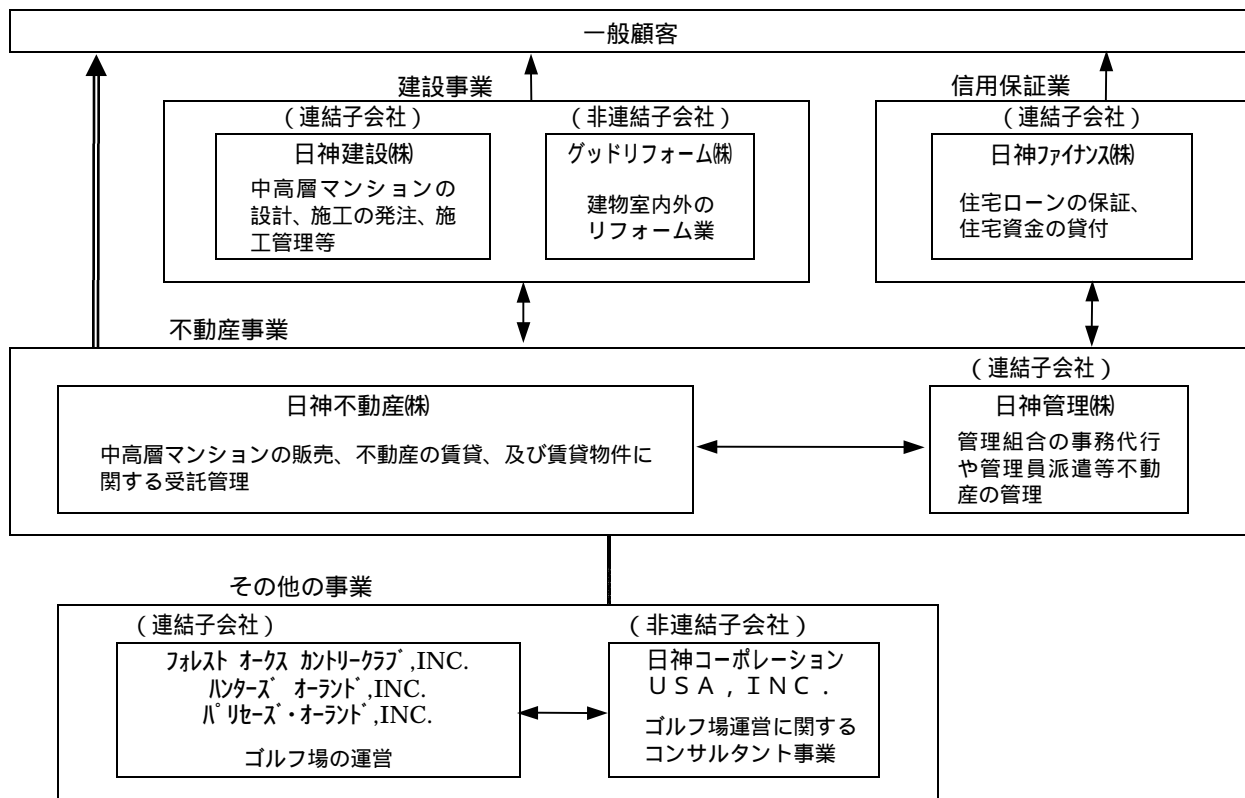 一般顧客
建設事業
信用保証業
（連結子会社）
日神建設㈱
中高層マンションの
設計、施工の発注、施
工管理等
（非連結子会社）
グッドリフォーム㈱
建物室内外の
リフォーム業
（連結子会社）
日神ファイナンス㈱
住宅ローンの保証、
住宅資金の貸付
不動産事業
日神不動産㈱
中高層マンションの販売、不動産の賃貸、及び賃貸物件に
関する受託管理
（連結子会社）
日神管理㈱
管理組合の事務代行
や管理員派遣等不動
産の管理
その他の事業
（連結子会社）
フォレスト オークス カントリークラブ,INC.
ハンターズ オーランド,INC.
パリセーズ・オーランド,INC.
ゴルフ場の運営
（非連結子会社）
日神コーポレーション
ＵＳＡ，ＩＮＣ．
ゴルフ場運営に関する
コンサルタント事業